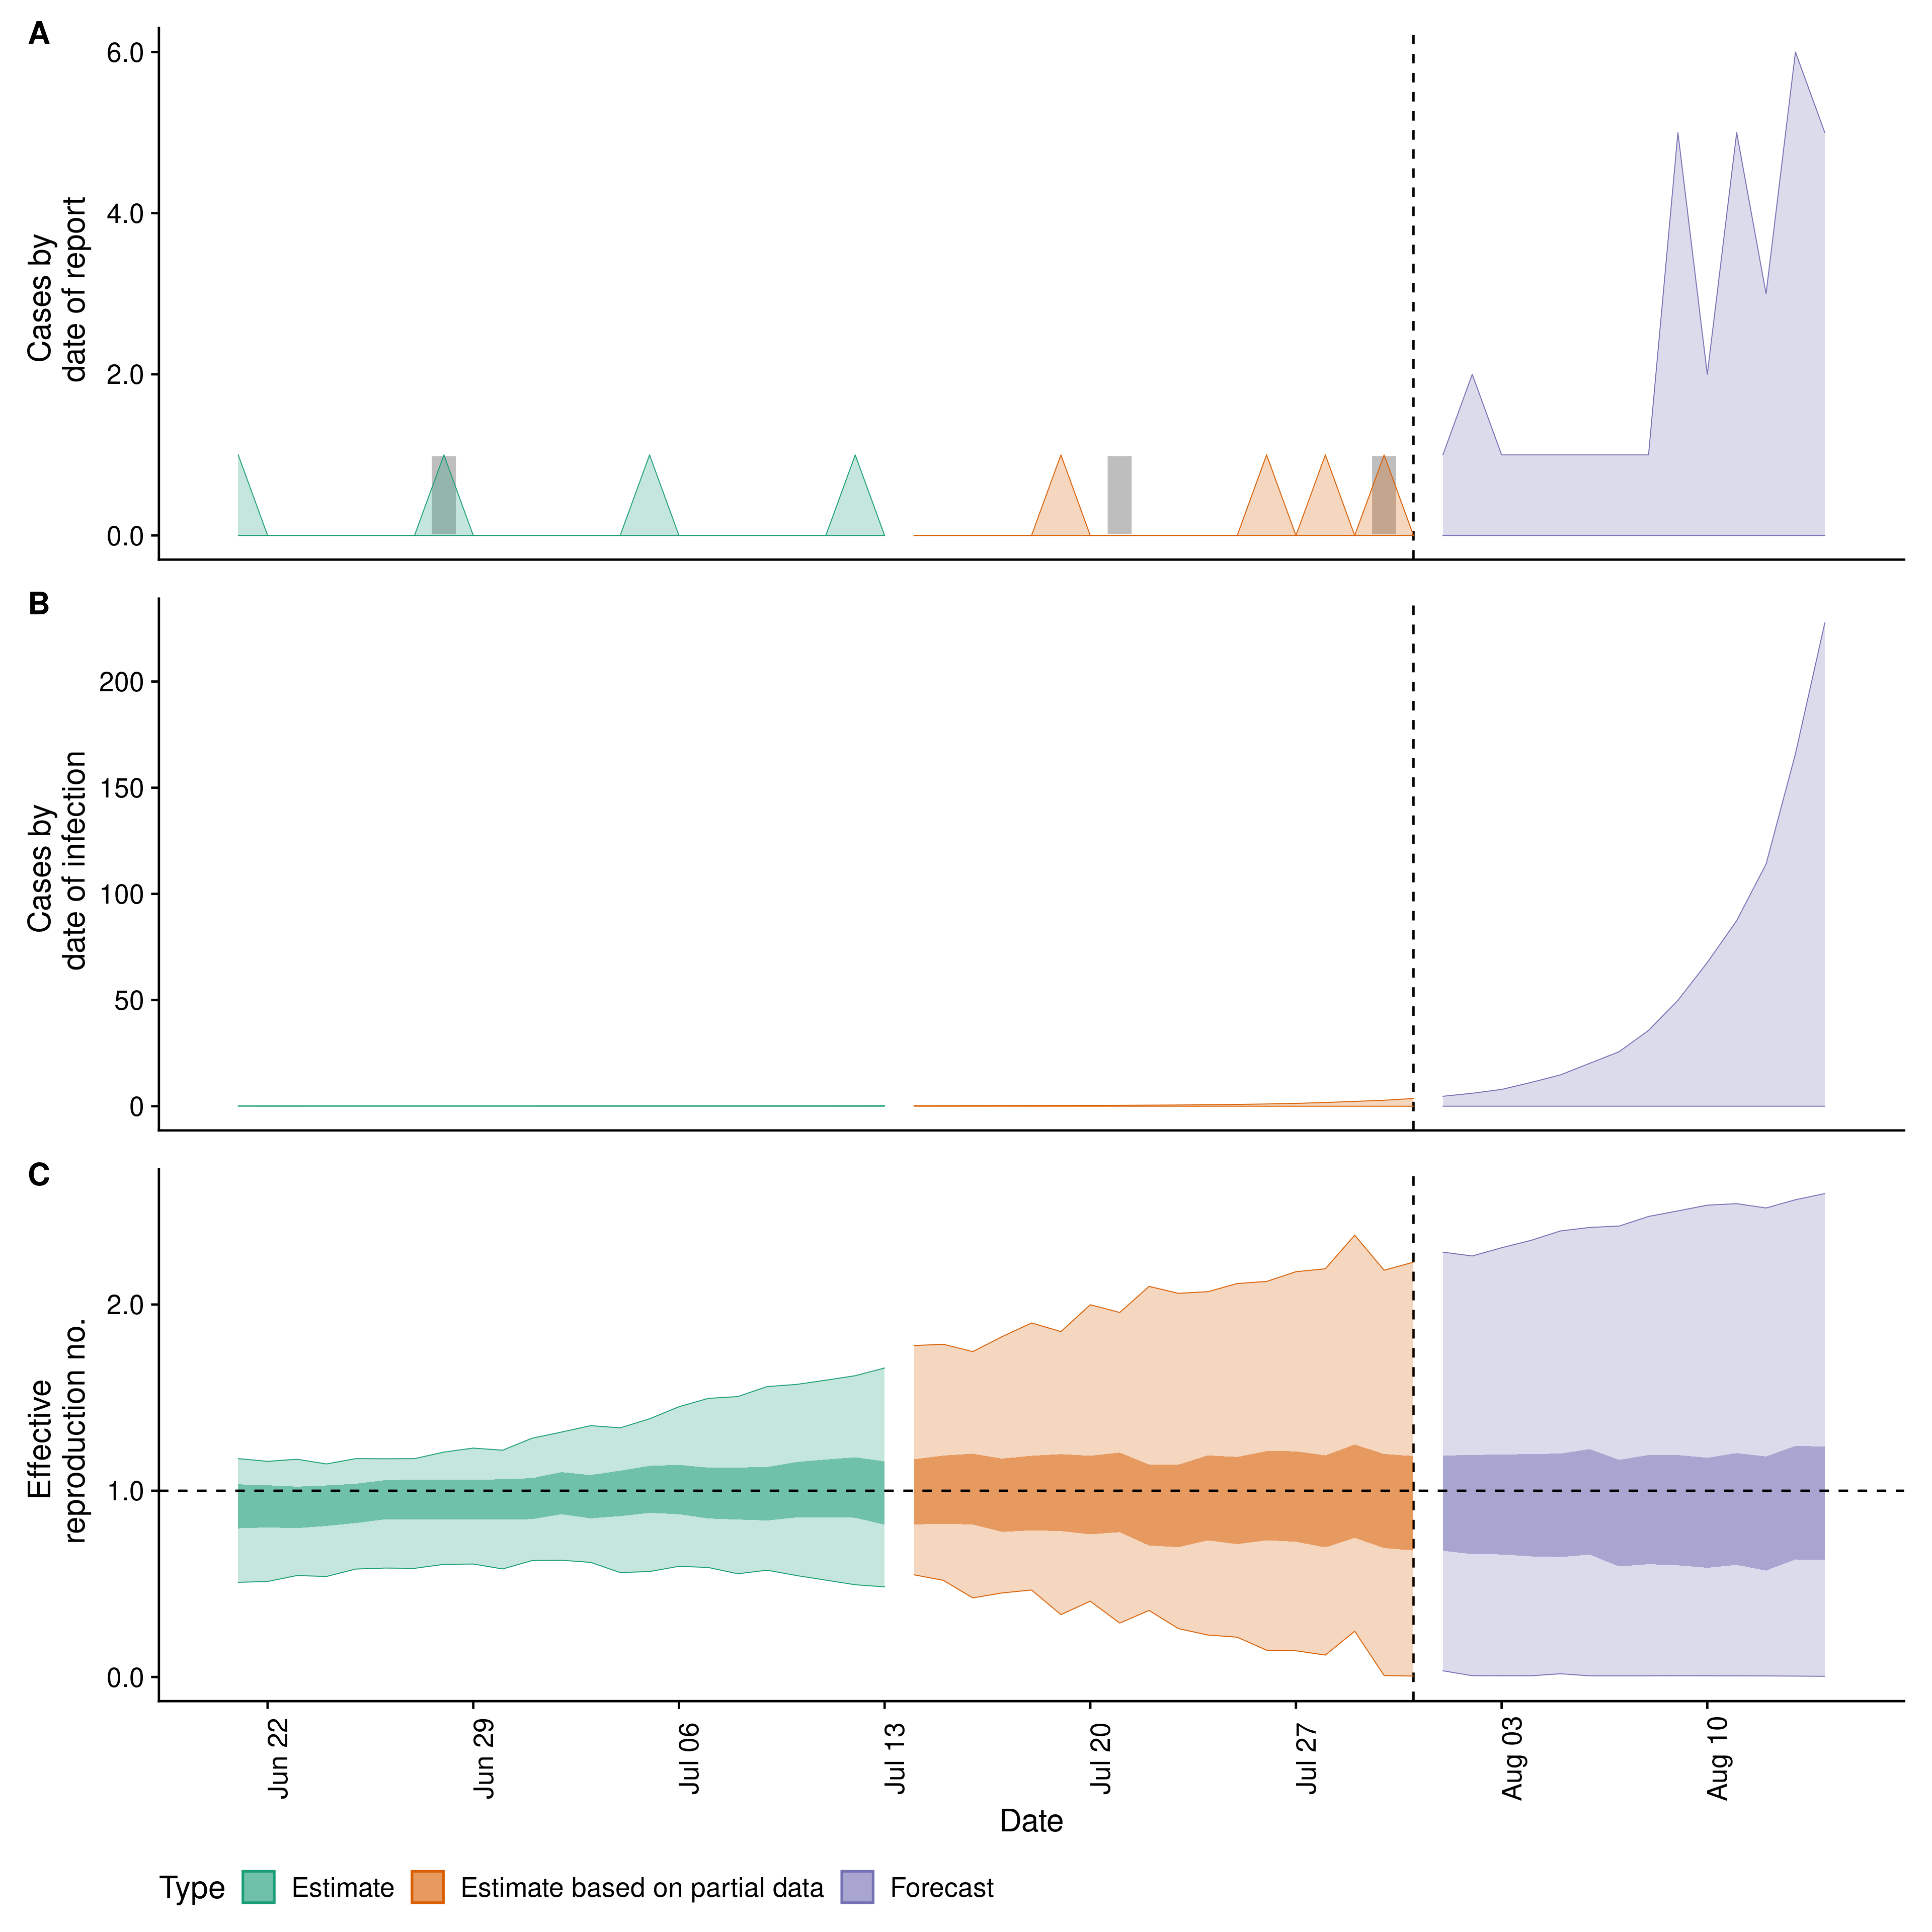 A
Cases by
date of report
6.0
4.0
2.0
0.0
B
Cases by
date of infection
200
150
100
50
0
C
Effective
reproduction no.
2.0
1.0
0.0
Jun 22
Jun 29
Jul 06
Jul 13
Jul 20
Jul 27
Aug 03
Aug 10
Date
Type Estimate Estimate based on partial data Forecast